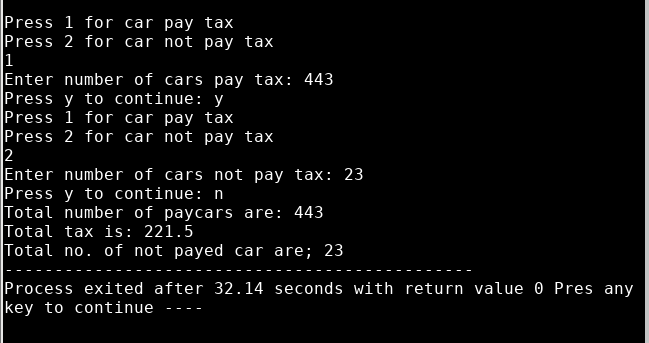 Press 1 for car pay tax
Press 2 for car not pay tax
1
Enter number of cars pay tax: 443
Press y to continue: y
Press 1 for car pay tax
Press 2 for car not pay tax
2
Enter number of cars not pay tax: 23
Press y to continue: n
Total number of paycars are: 443
Total tax is: 221.5
Total no. of not payed car are; 23
-----------------------------------------------
Process exited after 32.14 seconds with return value 0 Pres any
key to continue ----